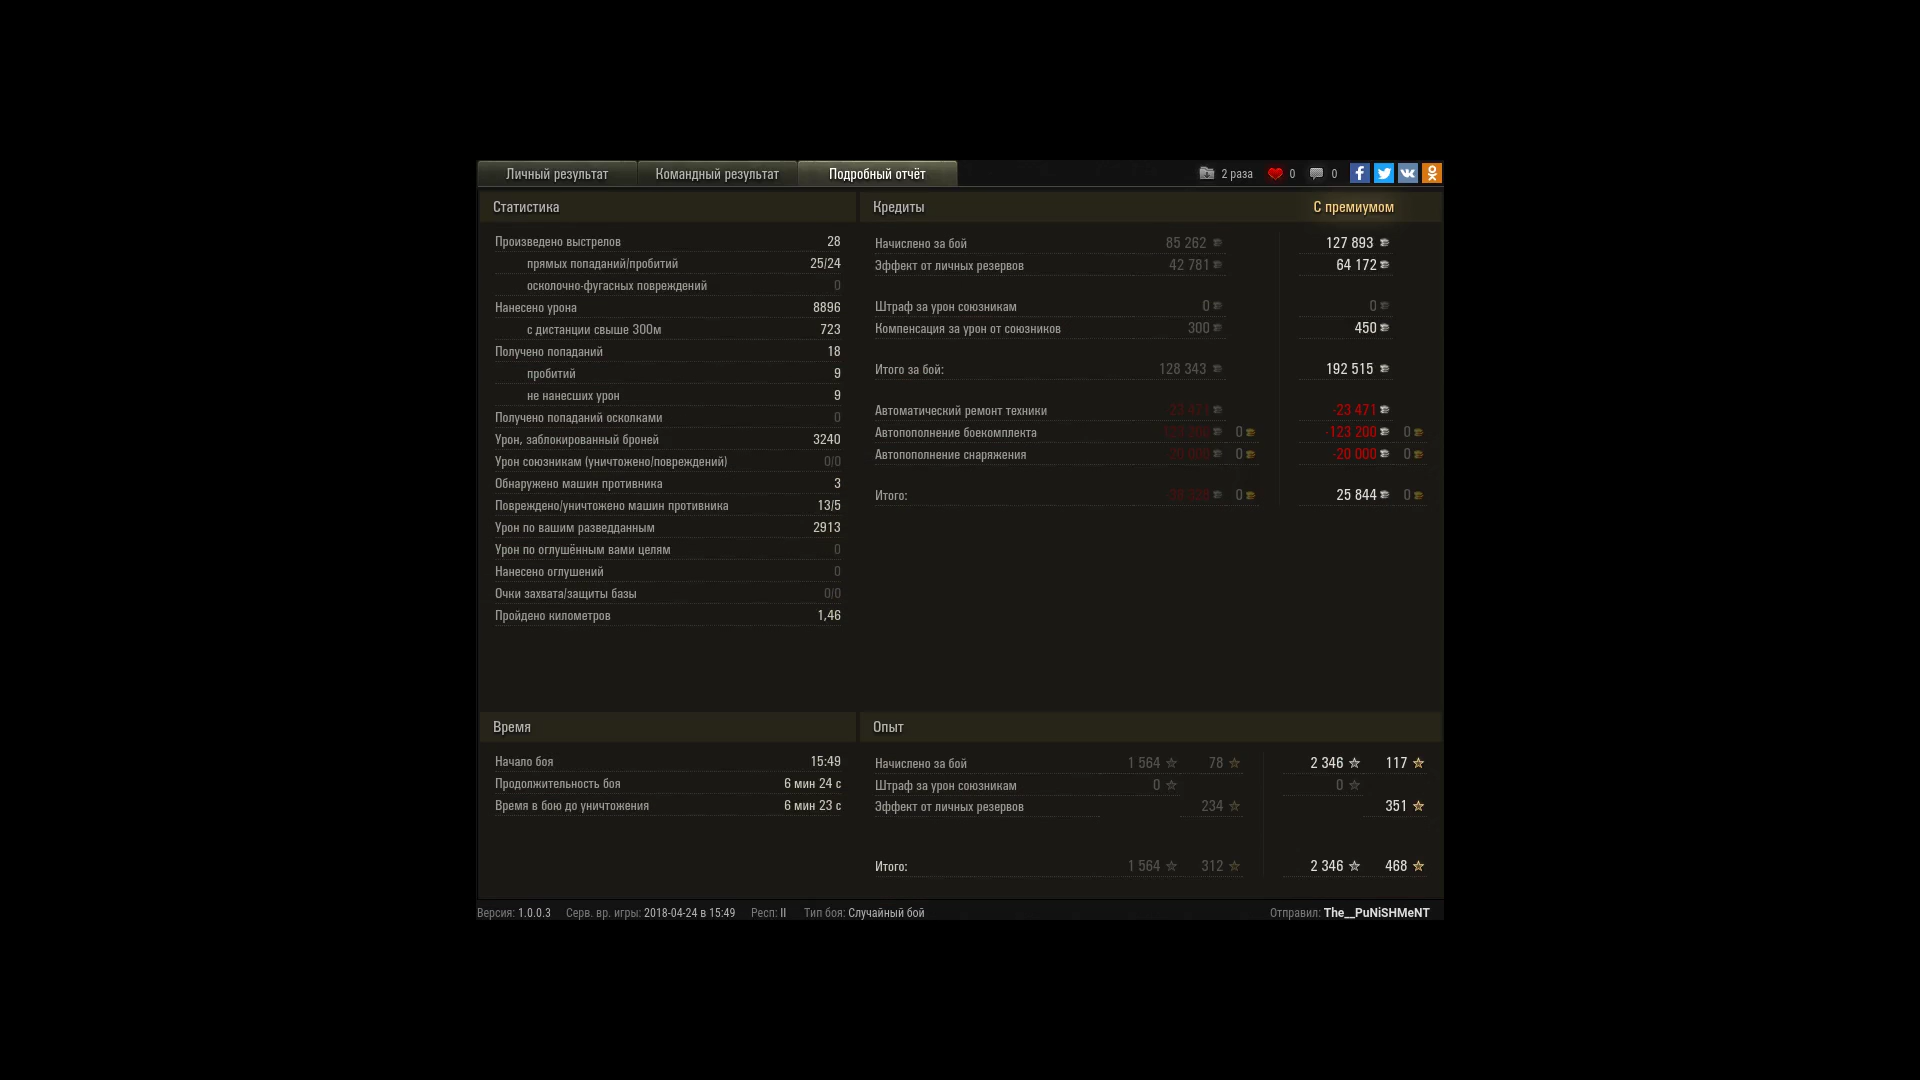 Личный результат Командный результат Подробный отчёт 2 раза 0 0
Статистика
Произведено выстрелов 28
прямых попаданий/пробитий 25/24
осколочно-фугасных повреждений 0
Нанесено урона 8896
с дистанции свыше 300м 723
Получено попаданий 18
пробитий 9
не нанесших урон 9
Получено попаданий осколками 0
Урон, заблокированный броней 3240
Урон союзникам (уничтожено/повреждений) 0/0
Обнаружено машин противника 3
Повреждено/уничтожено машин противника 13/5
Урон по вашим разведданным 2913
Урон по оглушённым вами целям 0
Нанесено оглушений 0
Очки захвата/защиты базы 0/0
Пройдено километров 1,46
Кредиты С премиумом
Начислено за бой 85 262 127 893
Эффект от личных резервов 42 781 64 172
Штраф за урон союзникам 0 0
Компенсация за урон от союзников 300 450
Итого за бой: 128 343 192 515
Автоматический ремонт техники -23 471 -23 471
Автопополнение боекомплекта 0 -123 200 0
Автопополнение снаряжения -20 000 0 -20 000 0
Итого: 0 25 844 0
Время
Начало боя 15:49
Продолжительность боя 6 мин 24 с
Время в бою до уничтожения 6 мин 23 с
Опыт
Начислено за бой 1 564 78 2 346 117
Штраф за урон союзникам 0 0
Эффект от личных резервов 234 351
Итого: 1 564 312 2 346 468
Версия: 1.0.0.3 Серв. вр. игры: 2018-04-24 в 15:49 Респ: II Тип боя: Случайный бой Отправил: The__PuNiSHMeNT